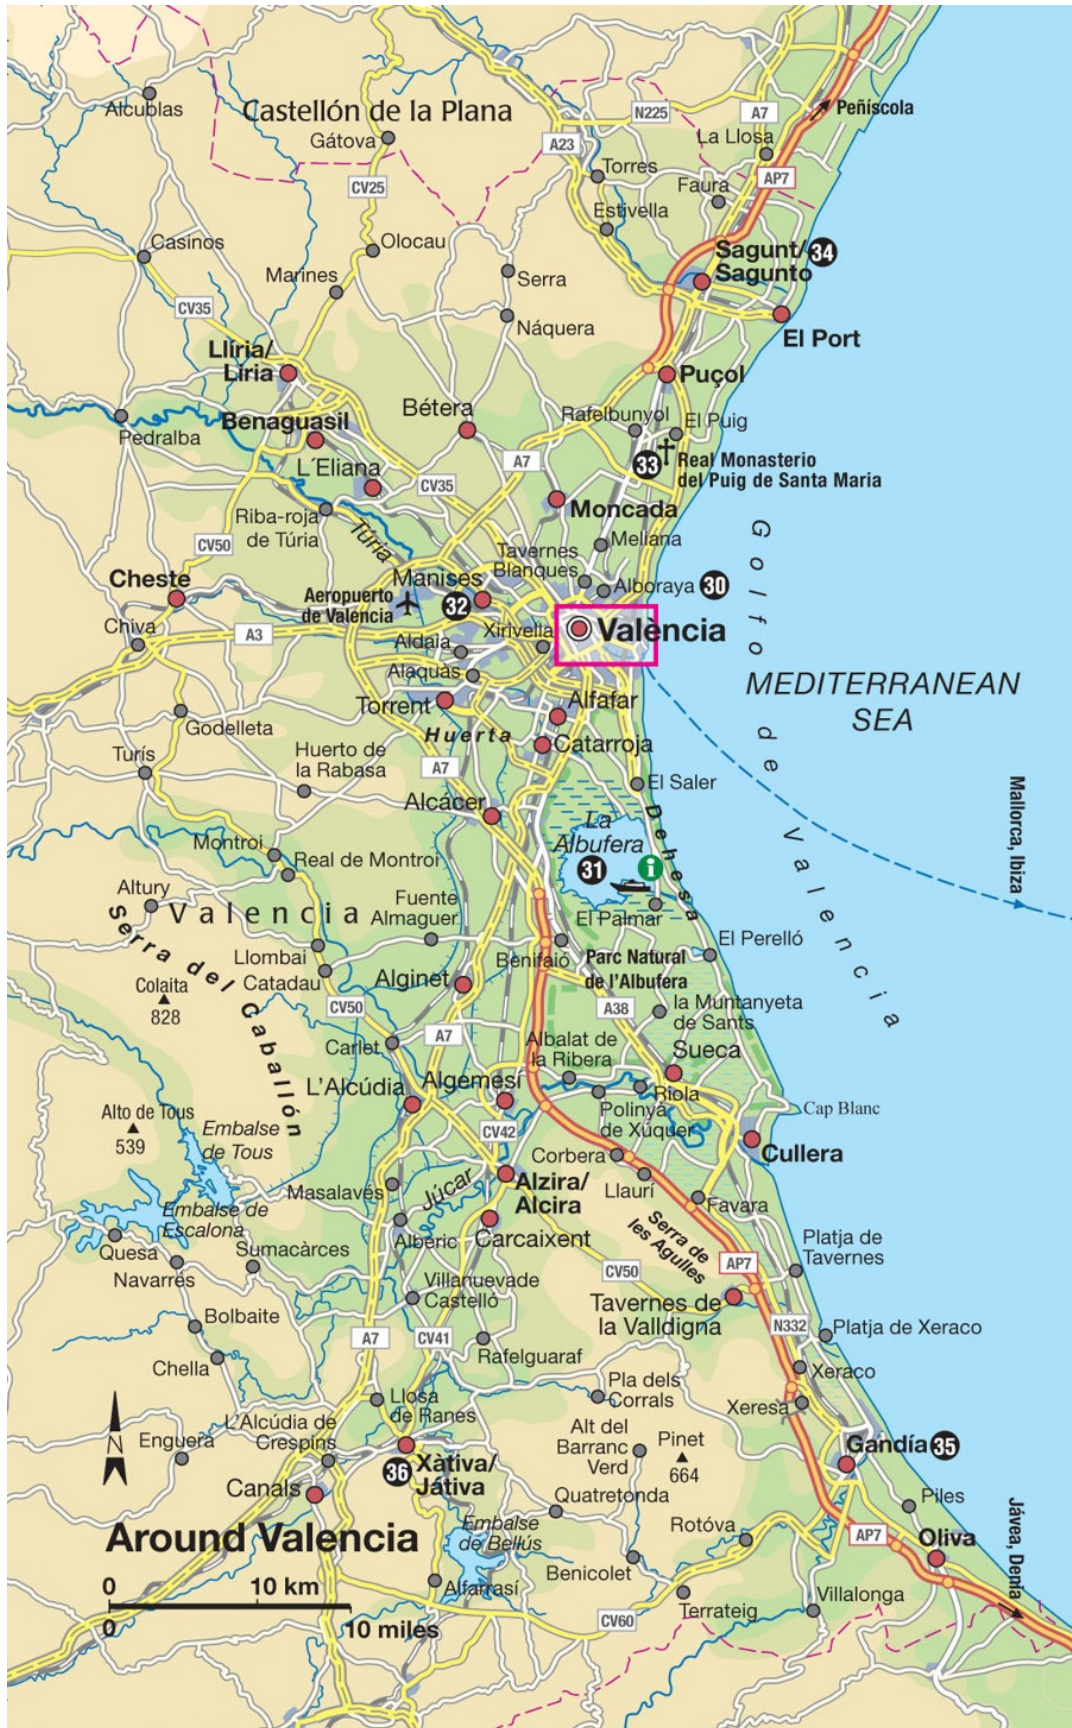 Alcublas
Castellón de la Plana
Gátova
N225
A7
Peñíscola
A23
La Llosa
CV25
Torres
Faura
AP7
Estivella
Casinos
Olocau
Sagunt/
Sagunto
34
Marines
Serra
CV35
Náquera
El Port
Llíria/
Liria
Puçol
Bétera
Rafelbunyol
El Puig
Pedralba
Benaguasil
33
Real Monasterio
del Puig de Santa Maria
L´Eliana
A7
CV35
Moncada
Riba-roja
de Túria
Túria
CV50
Meliana
Tavernes
Blanques
Cheste
Manises
Alboraya
30
Aeropuerto
de Valencia
32
Chiva
A3
Xirivella
València
Aldaia
Alaquàs
Golfo de Valencia
MEDITERRANEAN
SEA
Torrent
Alfafar
Godelleta
Huerta
Catarroja
Turís
Huerto de
la Rabasa
A7
El Saler
Mallorca, Ibiza
Alcácer
Dehesa
La
Albufera
31
i
Montroi
Real de Montroi
Altury
Valencia
Fuente
Almaguer
El Palmar
Serra del Caballón
Llombai
Catadau
Benifaió
Parc Natural
de l'Albufera
El Perelló
Colaita
828
Alginet
CV50
A7
A38
la Muntanyeta
de Sants
Carlet
Albalat de
la Ribera
Sueca
L'Alcúdia
Algemesí
Riola
Alto de Tous
539
Embalse
de Tous
CV42
Polinyà
de Xúquer
Cap Blanc
Corbera
Cullera
Masalavés
Júcar
Alzira/
Alcira
Llaurí
Favara
Embalse de
Escalona
Alberic
Carcaixent
Serra de
les Agulles
Platja de
Tavernes
Quesa
Sumacàrces
Navarrés
Villanuevade
Castelló
CV50
AP7
Bolbaite
Tavernes de
la Valldigna
N332
Platja de Xeraco
A7
CV41
Chella
Rafelguaraf
Xeraco
Llosa
de Ranes
Pla dels
Corrals
Xeresa
N
Enguera
L'Alcúdia de
Crespins
Alt del
Barranc
Verd
Pinet
664
Gandía
35
36
Xàtiva/
Játiva
Canals
Quatretonda
Piles
Around Valencia
Embalse
de Bellús
Rotóva
AP7
Oliva
Jávea, Denia
Benicolet
0
10 km
Alfarrasí
Terrateig
Villalonga
0
10 miles
CV60